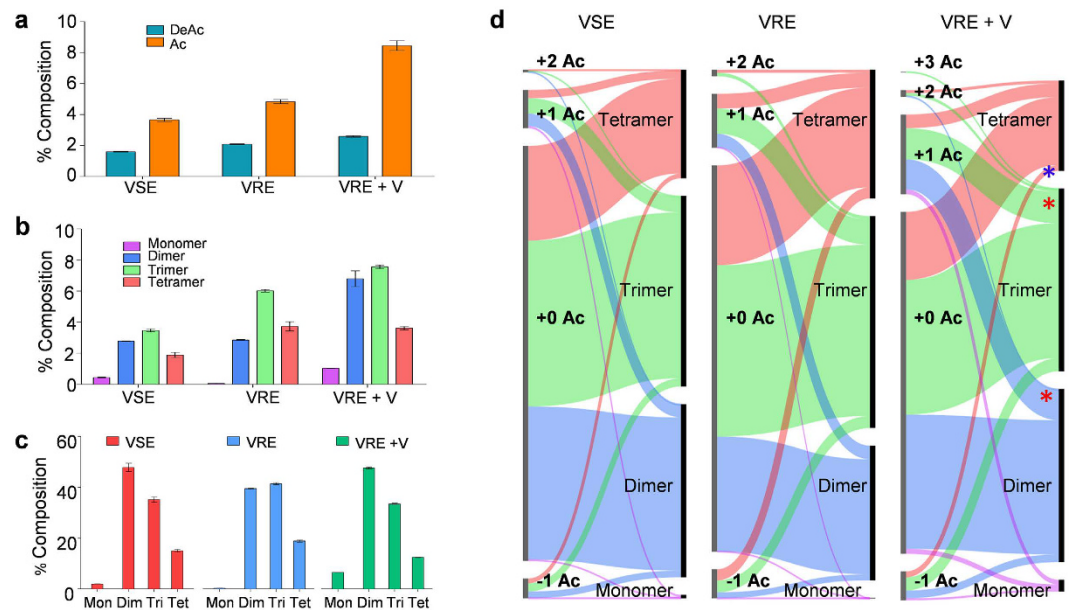 a
% Composition
10
8
6
4
2
0
DeAc
Ac
VSE VRE VRE + V
b
% Composition
10
8
6
4
2
0
Monomer
Dimer
Trimer
Tetramer
VSE VRE VRE + V
c
% Composition
60
40
20
0
VSE VRE VRE +V
Mon Dim Tri Tet Mon Dim Tri Tet Mon Dim Tri Tet
d
VSE VRE VRE + V
+2 Ac
+1 Ac
+0 Ac
-1 Ac
Tetramer
Trimer
Dimer
Monomer
+2 Ac
+1 Ac
+0 Ac
-1 Ac
Tetramer
Trimer
Dimer
Monomer
+3 Ac
+2 Ac
+1 Ac
+0 Ac
-1 Ac
Tetramer
*
*
Trimer
*
Dimer
Monomer